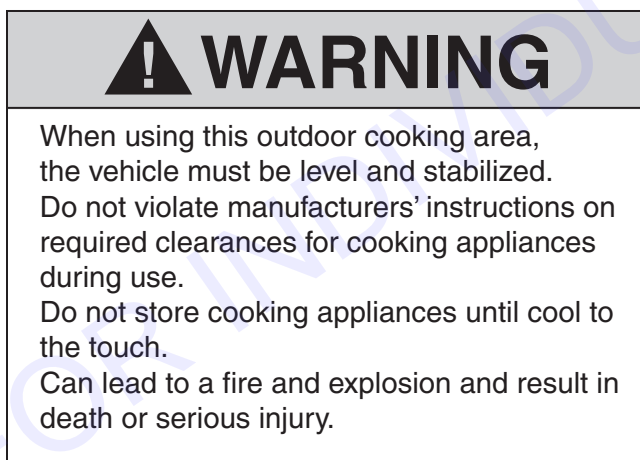 WARNING
When using this outdoor cooking area,
the vehicle must be level and stabilized.
Do not violate manufacturers’ instructions on
required clearances for cooking appliances
during use.
Do not store cooking appliances until cool to
the touch.
Can lead to a fire and explosion and result in
death or serious injury.
FOR INDIVIDU